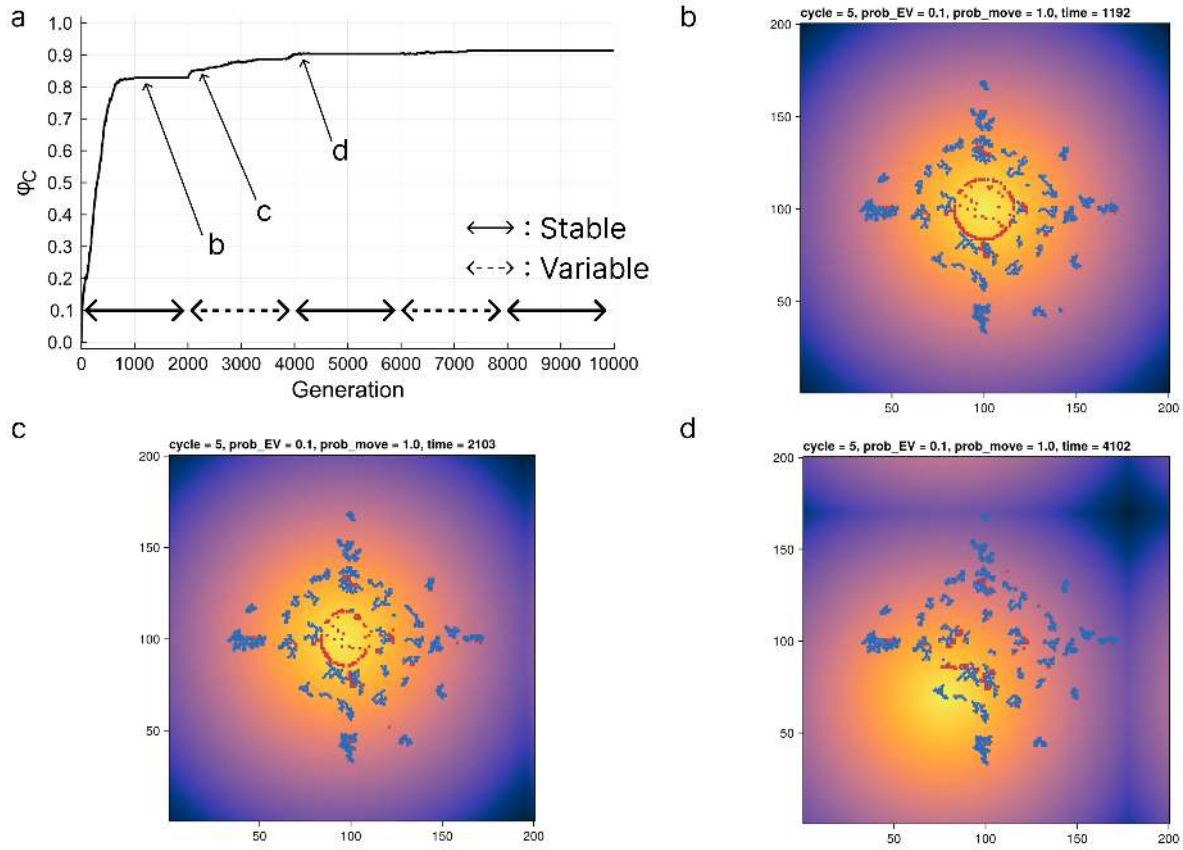 a
1.0
0.9
0.8
0.7
0.6
0.5
0.4
0.3
0.2
0.1
0.0
φC
b
c
d
: Stable
: Variable
0 1000 2000 3000 4000 5000 6000 7000 8000 9000 10000
Generation
b
cycle = 5, prob_EV = 0.1, prob_move = 1.0, time = 1192
200
150
100
50
50 100 150 200
c
cycle = 5, prob_EV = 0.1, prob_move = 1.0, time = 2103
200
150
100
50
50 100 150 200
d
cycle = 5, prob_EV = 0.1, prob_move = 1.0, time = 4102
200
150
100
50
50 100 150 200